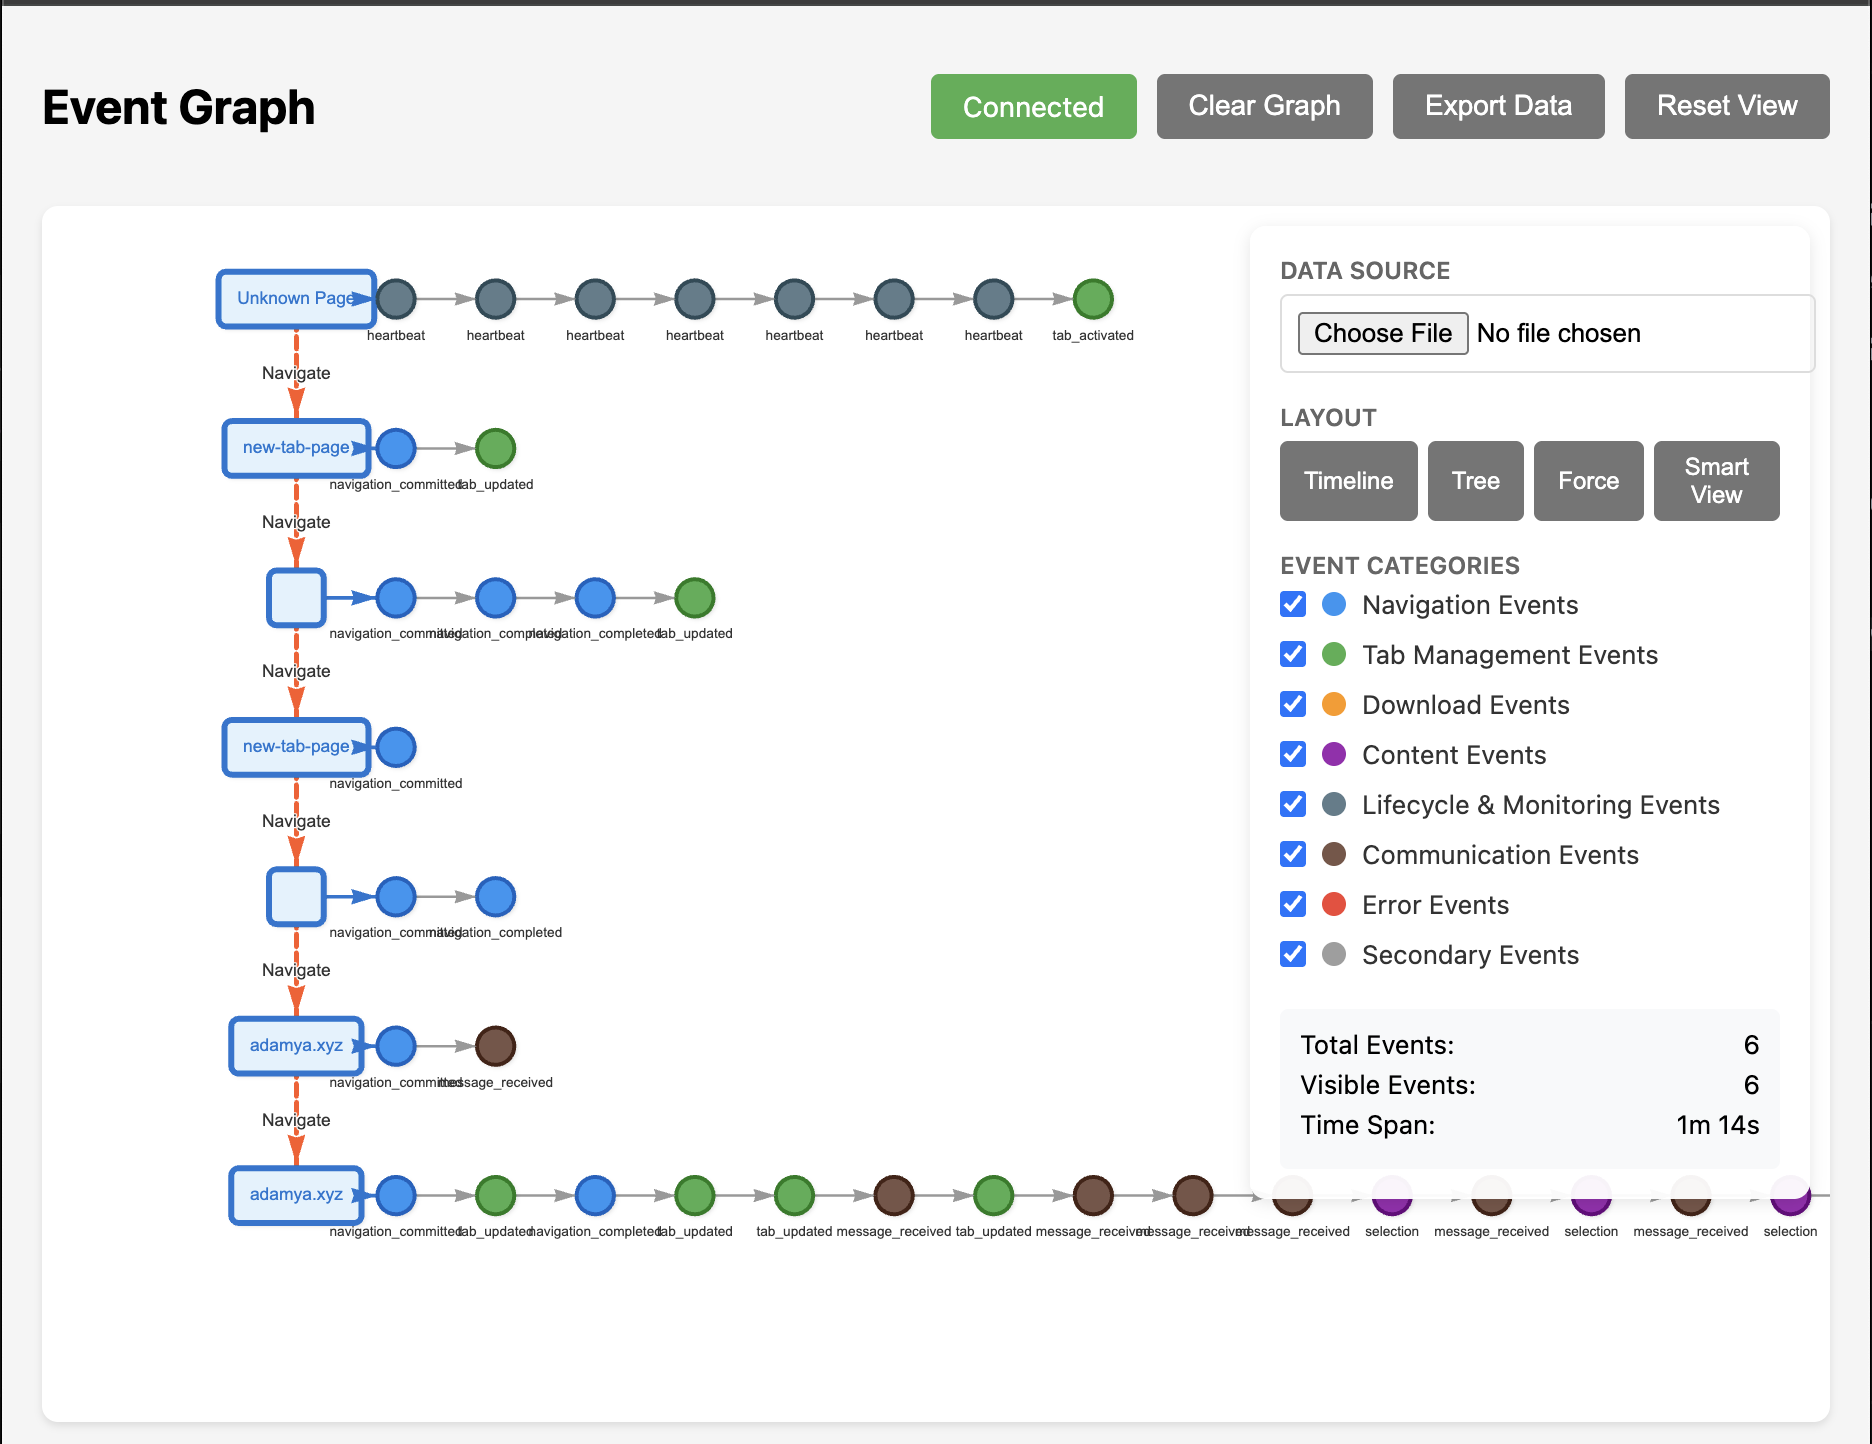 Event Graph
Connected
Clear Graph
Export Data
Reset View
Unknown Page
heartbeat heartbeat heartbeat heartbeat heartbeat heartbeat heartbeat tab_activated
Navigate
new-tab-page
navigation_committed tab_updated
Navigate
navigation_committed navigation_completed navigation_completed tab_updated
Navigate
new-tab-page
navigation_committed
Navigate
navigation_committed navigation_completed
Navigate
adamya.xyz
navigation_committed message_received
Navigate
adamya.xyz
navigation_committed tab_updated navigation_completed tab_updated tab_updated message_received tab_updated message_received message_received message_received selection message_received selection message_received selection
DATA SOURCE
Choose File No file chosen
LAYOUT
Timeline
Tree
Force
Smart
View
EVENT CATEGORIES
Navigation Events
Tab Management Events
Download Events
Content Events
Lifecycle & Monitoring Events
Communication Events
Error Events
Secondary Events
Total Events: 6
Visible Events: 6
Time Span: 1m 14s